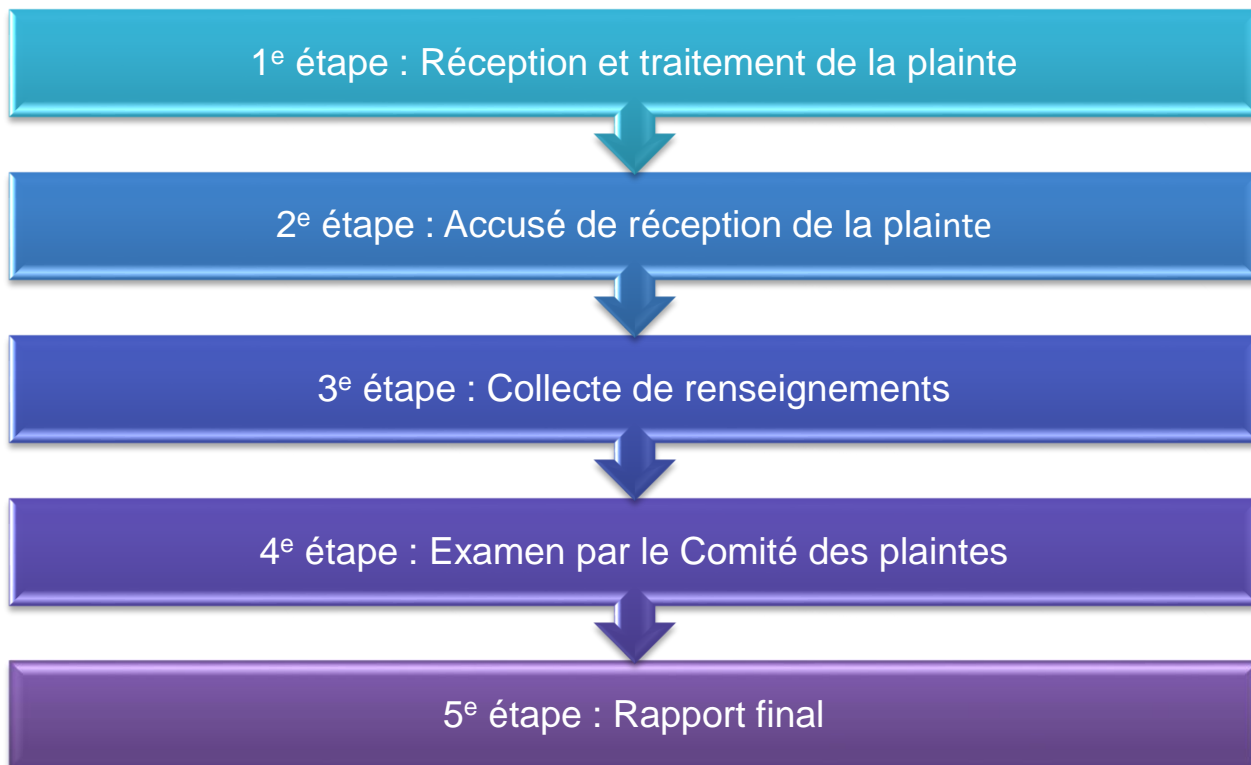 1e étape : Réception et traitement de la plainte
2e étape : Accusé de réception de la plainte
3e étape : Collecte de renseignements
4e étape : Examen par le Comité des plaintes
5e étape : Rapport final